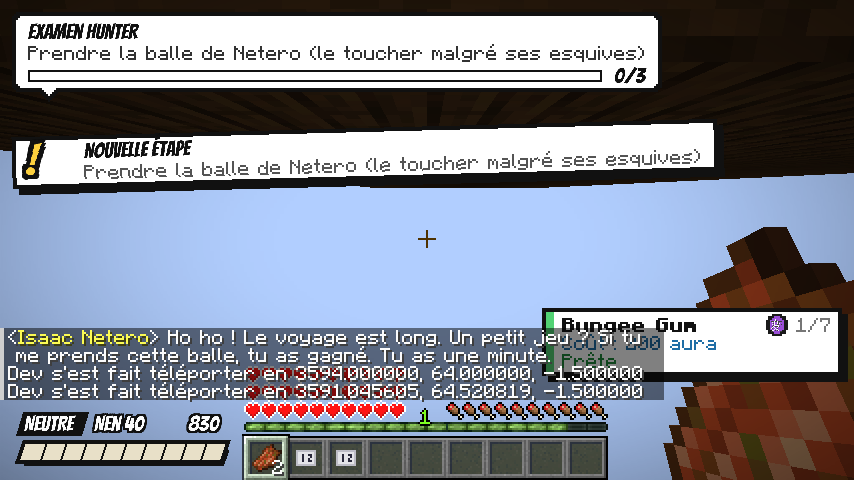 EXAMEN HUNTER
Prendre la balle de Netero (le toucher malgré ses esquives)
0/3
NOUVELLE ÉTAPE
Prendre la balle de Netero (le toucher malgré ses esquives)
Bungee Gum
1/7
aura
Prête
<Isaac Netero> Ho ho ! Le voyage est long. Un petit jeu ? Si tu
me prends cette balle, tu as gagné. Tu as une minute.
Dev s'est fait téléporter en 64.000000, -1.500000
Dev s'est fait téléporter en 64.520819, -1.500000
NEUTRE
NEN 40
830
1
2
12
12